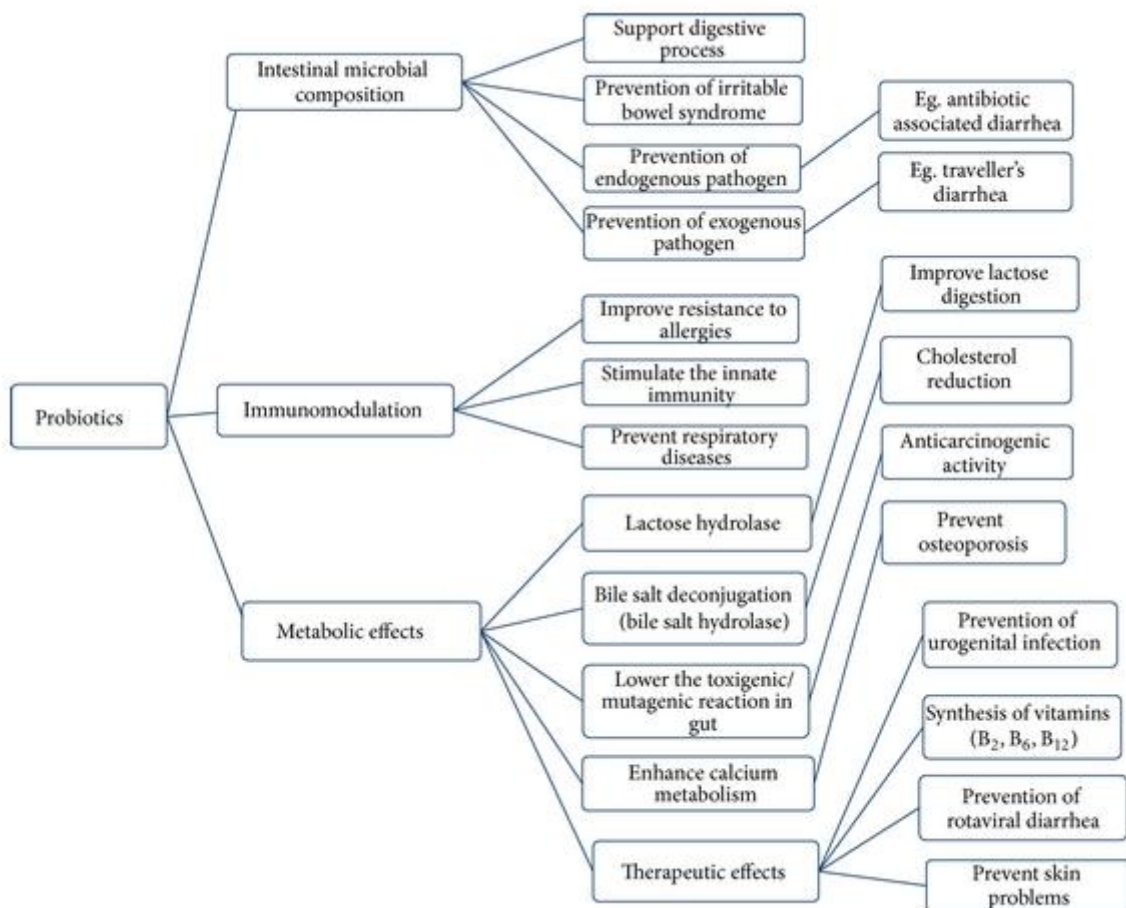 Probiotics
Intestinal microbial
composition
Immunomodulation
Metabolic effects
Support digestive
process
Prevention of irritable
bowel syndrome
Prevention of
endogenous pathogen
Prevention of exogenous
pathogen
Improve resistance to
allergies
Stimulate the innate
immunity
Prevent respiratory
diseases
Lactose hydrolase
Bile salt deconjugation
(bile salt hydrolase)
Lower the toxigenic/
mutagenic reaction in
gut
Enhance calcium
metabolism
Therapeutic effects
Eg. antibiotic
associated diarrhea
Eg. traveller's
diarrhea
Improve lactose
digestion
Cholesterol
reduction
Anticarcinogenic
activity
Prevent
osteoporosis
Prevention of
urogenital infection
Synthesis of vitamins
(B₂, B₆, B₁₂)
Prevention of
rotaviral diarrhea
Prevent skin
problems